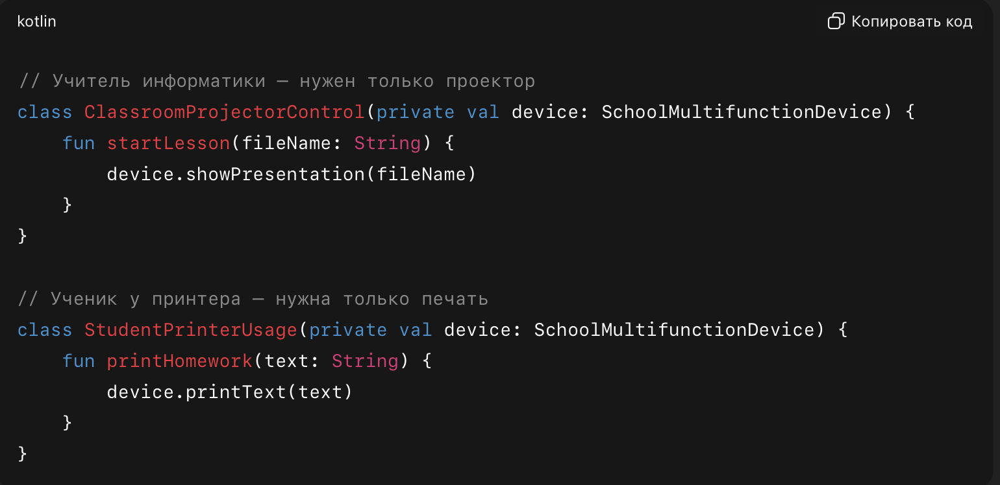 kotlin
Копировать код
// Учитель информатики — нужен только проектор
class ClassroomProjectorControl(private val device: SchoolMultifunctionDevice) {
    fun startLesson(fileName: String) {
        device.showPresentation(fileName)
    }
}
// Ученик у принтера — нужна только печать
class StudentPrinterUsage(private val device: SchoolMultifunctionDevice) {
    fun printHomework(text: String) {
        device.printText(text)
    }
}